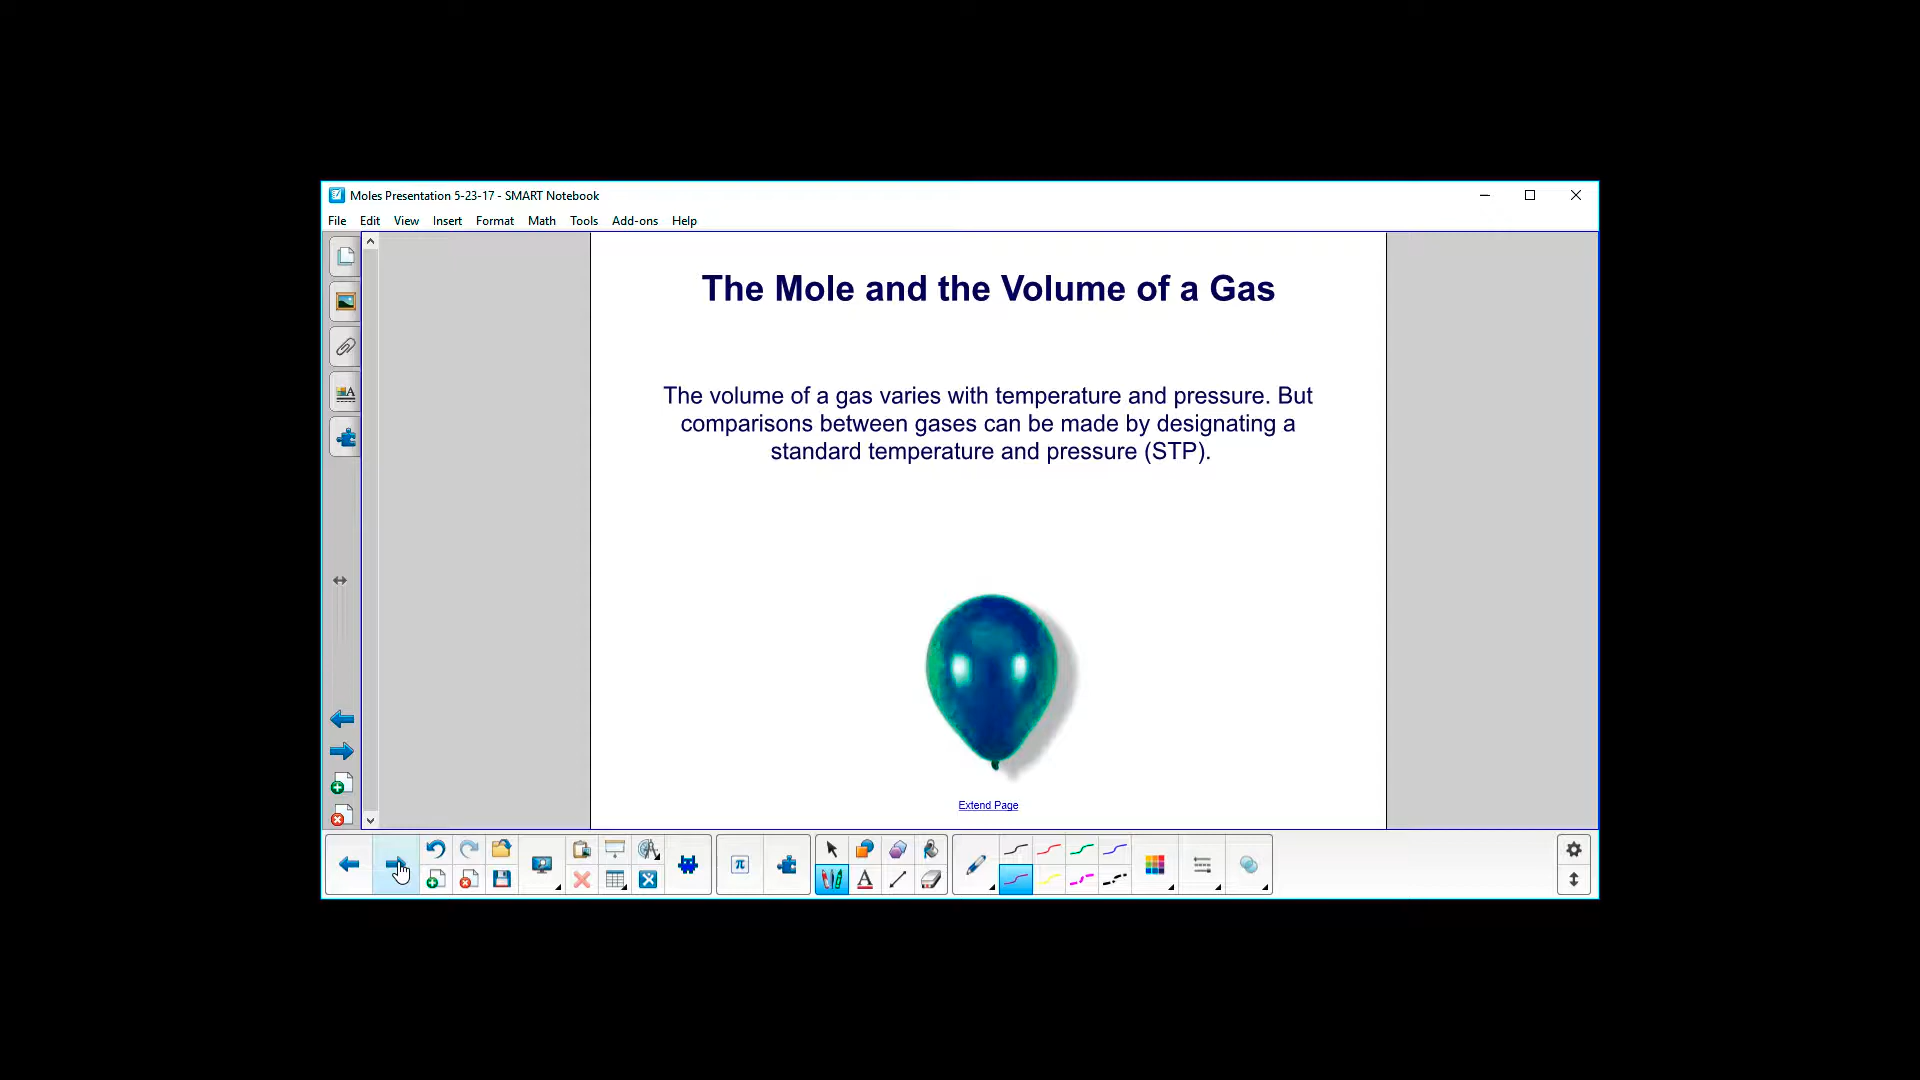 Moles Presentation 5-23-17 - SMART Notebook
File Edit View Insert Format Math Tools Add-ons Help
The Mole and the Volume of a Gas
The volume of a gas varies with temperature and pressure. But
comparisons between gases can be made by designating a
standard temperature and pressure (STP).
Extend Page